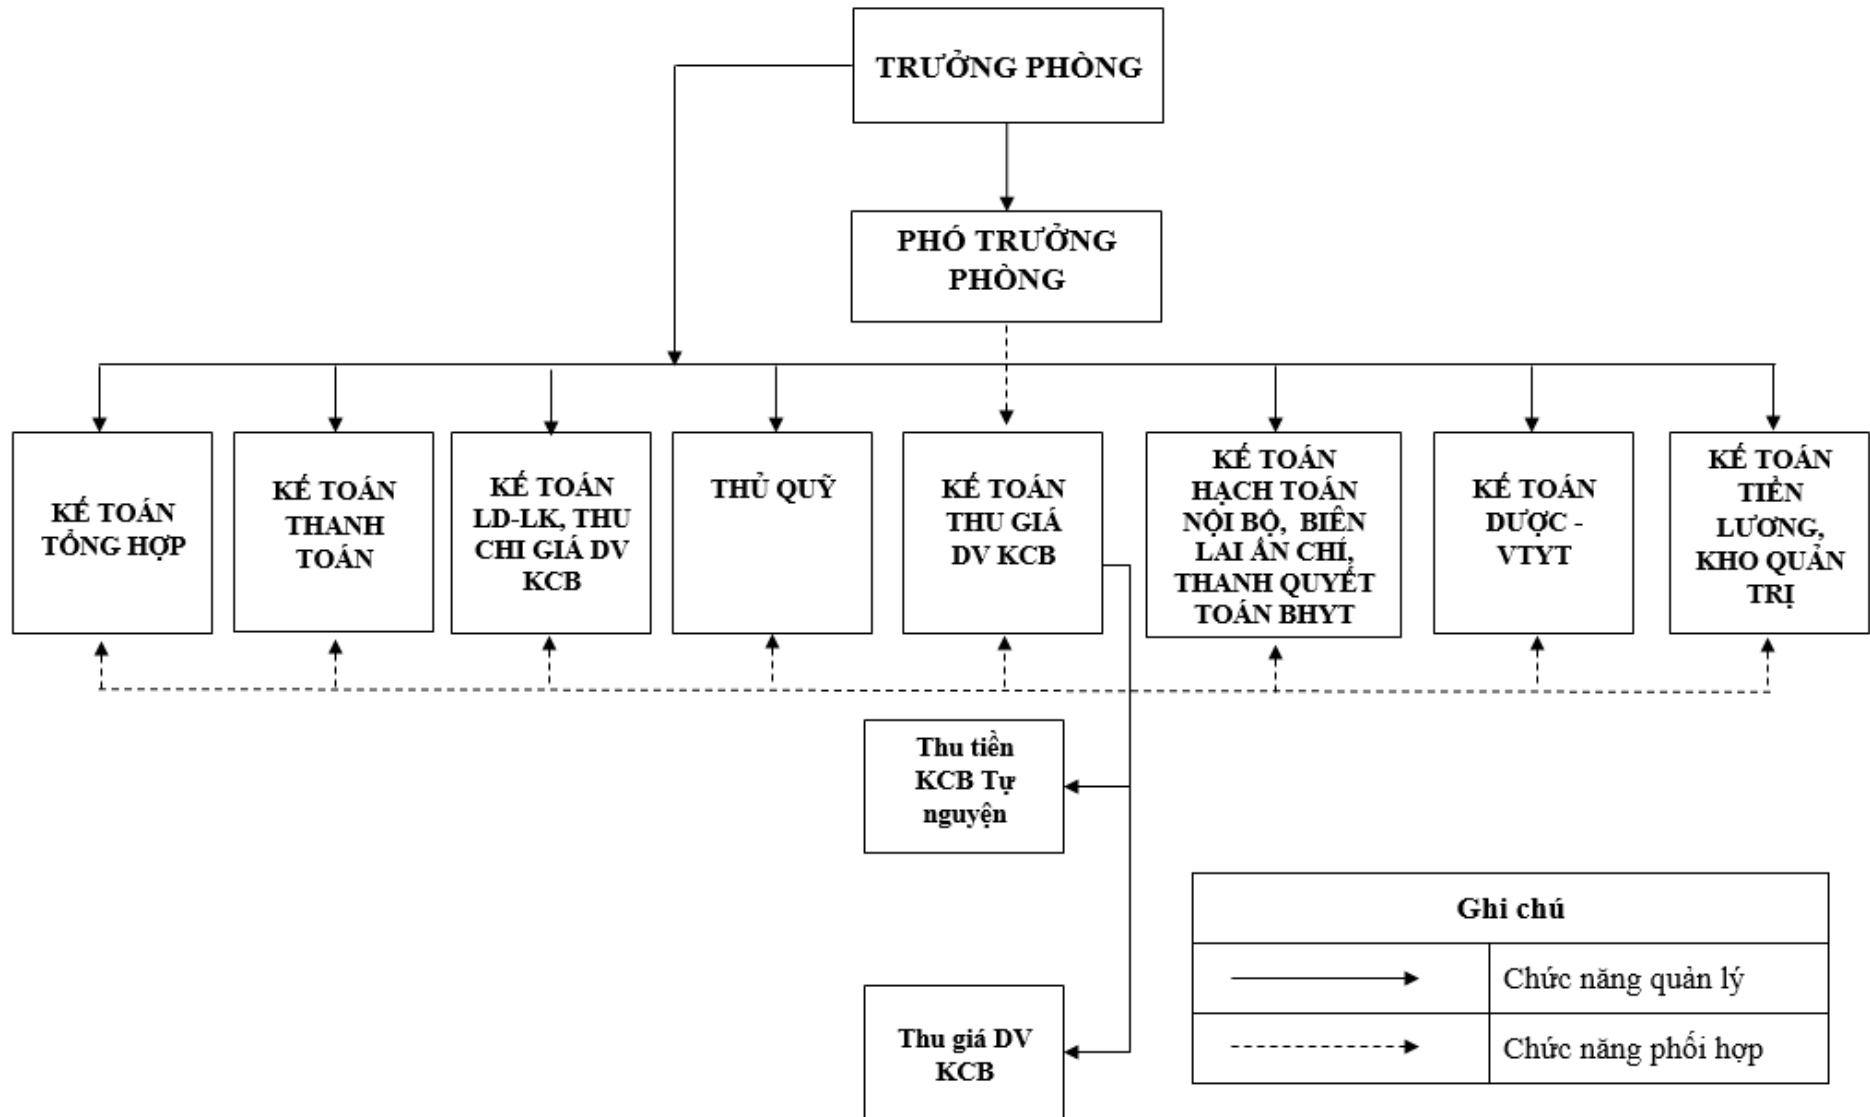 TRƯỞNG PHÒNG
PHÓ TRƯỞNG
PHÒNG
KẾ TOÁN
TỔNG HỢP
KẾ TOÁN
THANH
TOÁN
KẾ TOÁN
LD-LK, THU
CHI GIÁ DV
KCB
THỦ QUỸ
KẾ TOÁN
THU GIÁ
DV KCB
KẾ TOÁN
HẠCH TOÁN
NỘI BỘ, BIÊN
LAI ẤN CHỈ,
THANH QUYẾT
TOÁN BHYT
KẾ TOÁN
DƯỢC -
VTYT
KẾ TOÁN
TIỀN
LƯƠNG,
KHO QUẢN
TRỊ
Thu tiền
KCB Tự
nguyện
Thu giá DV
KCB
Ghi chú
Chức năng quản lý
Chức năng phối hợp